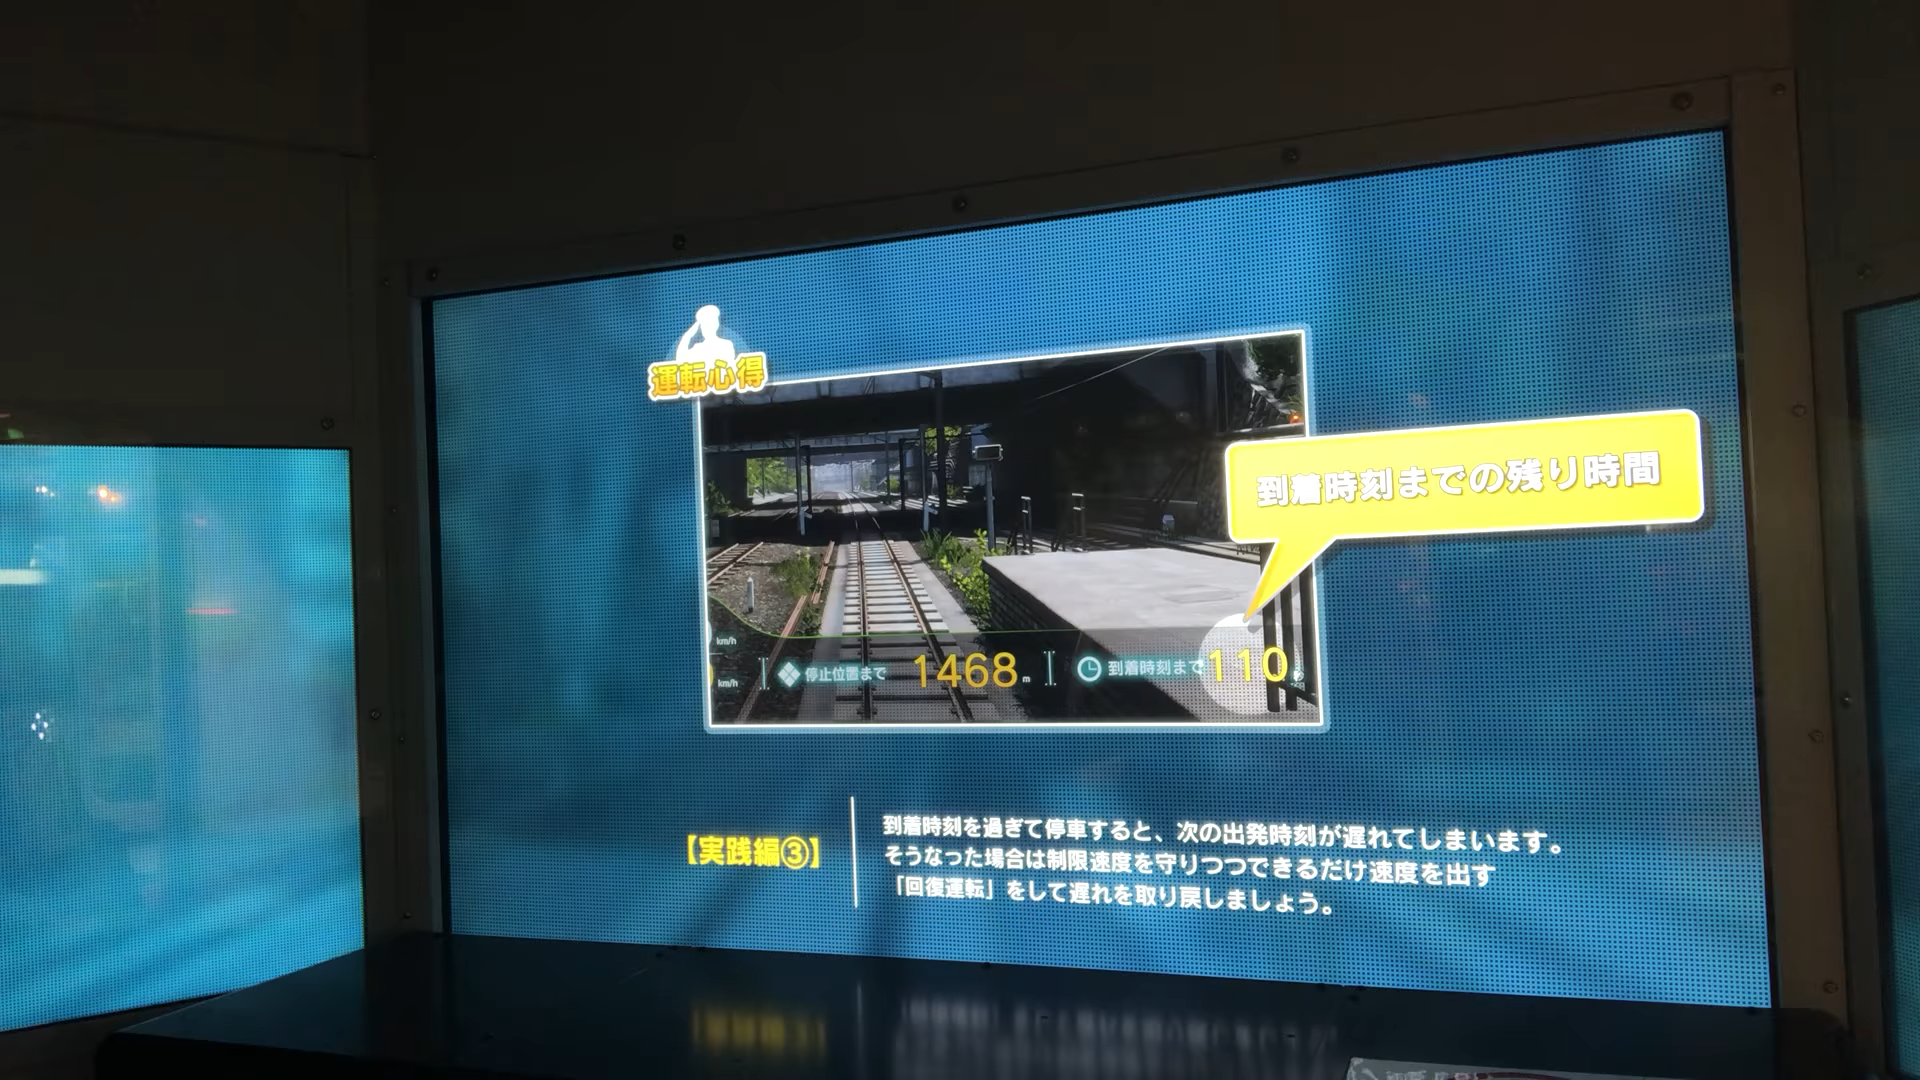 運転心得
到着時刻までの残り時間
km/h
km/h
停止位置まで 1468 m
到着時刻まで 110 秒
【実践編③】
到着時刻を過ぎて停車すると、次の出発時刻が遅れてしまいます。
そうなった場合は制限速度を守りつつできるだけ速度を出す
「回復運転」をして遅れを取り戻しましょう。